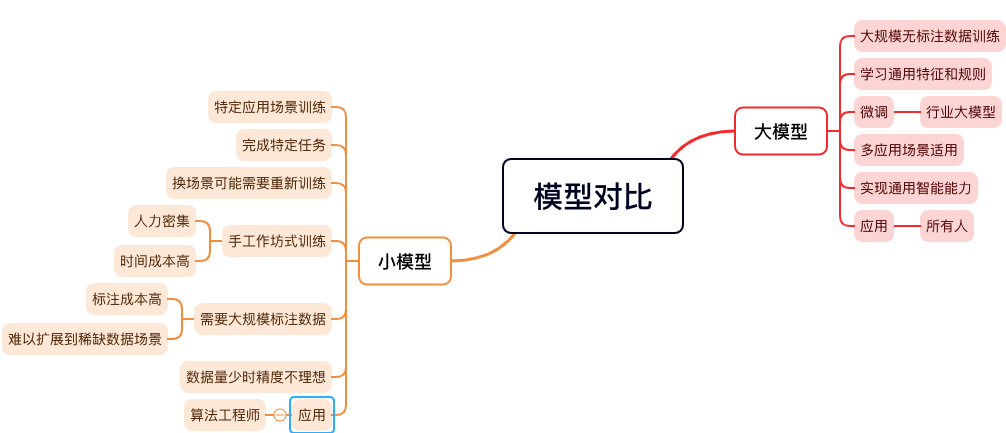 模型对比
大模型
大规模无标注数据训练
学习通用特征和规则
微调
行业大模型
多应用场景适用
实现通用智能能力
应用
所有人
小模型
特定应用场景训练
完成特定任务
换场景可能需要重新训练
手工作坊式训练
人力密集
时间成本高
需要大规模标注数据
标注成本高
难以扩展到稀缺数据场景
数据量少时精度不理想
应用
算法工程师